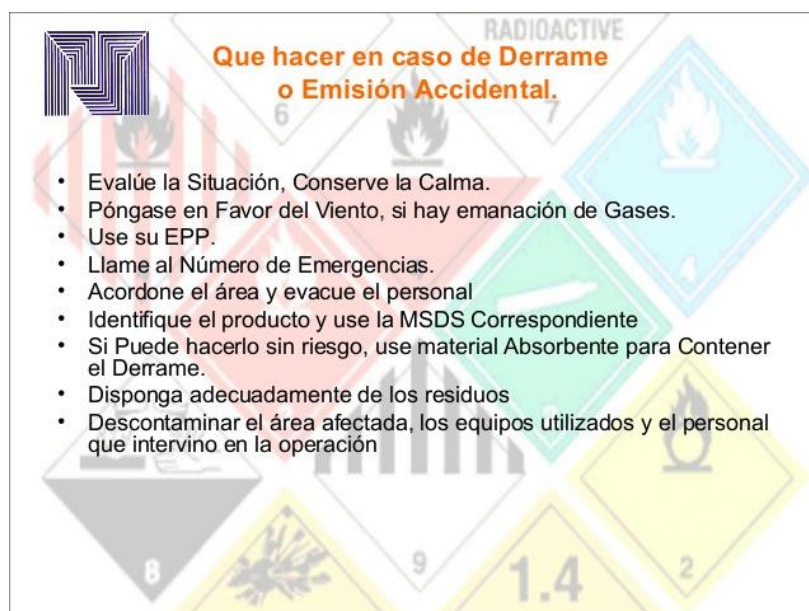 RADIOACTIVE
Que hacer en caso de Derrame
o Emisión Accidental.
6
7
• Evalúe la Situación, Conserve la Calma.
• Póngase en Favor del Viento, si hay emanación de Gases.
• Use su EPP.
• Llame al Número de Emergencias.
• Acordone el área y evacue el personal
• Identifique el producto y use la MSDS Correspondiente
• Si Puede hacerlo sin riesgo, use material Absorbente para Contener
el Derrame.
• Disponga adecuadamente de los residuos
• Descontaminar el área afectada, los equipos utilizados y el personal
que intervino en la operación
4
8
9
1.4
2